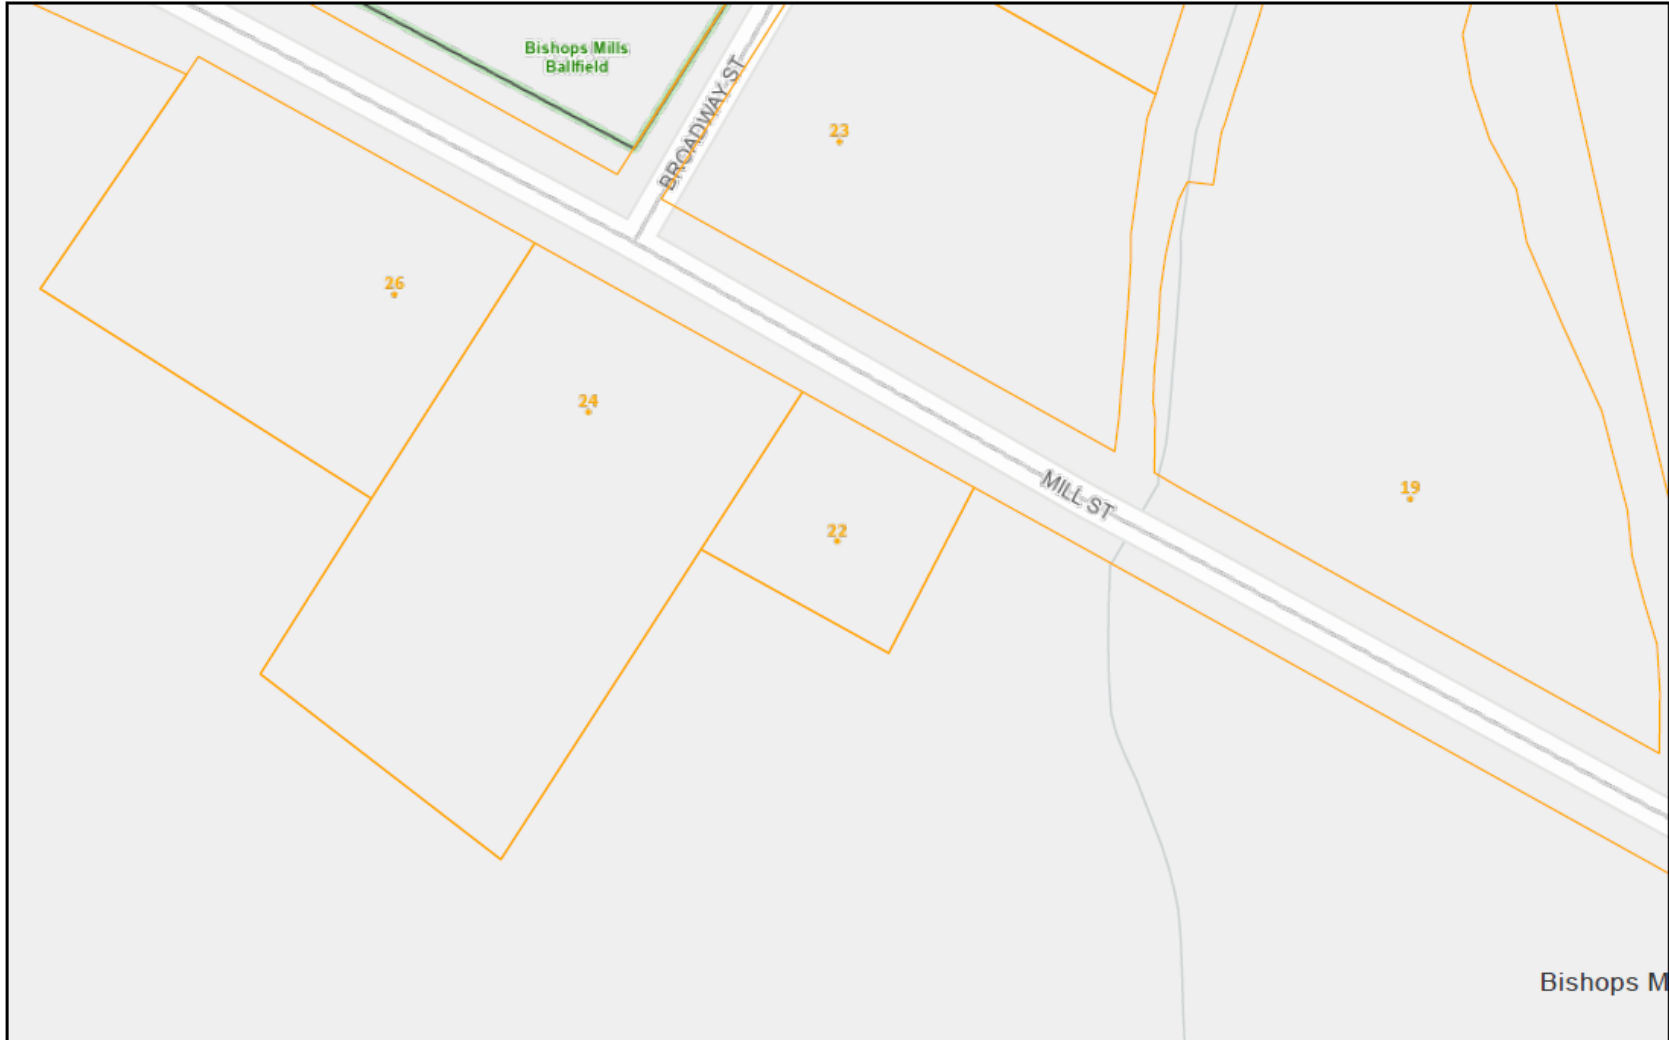 Bishops Mills
Ballfield
BROADWAY ST
23
26
24
22
MILL ST
19
Bishops M